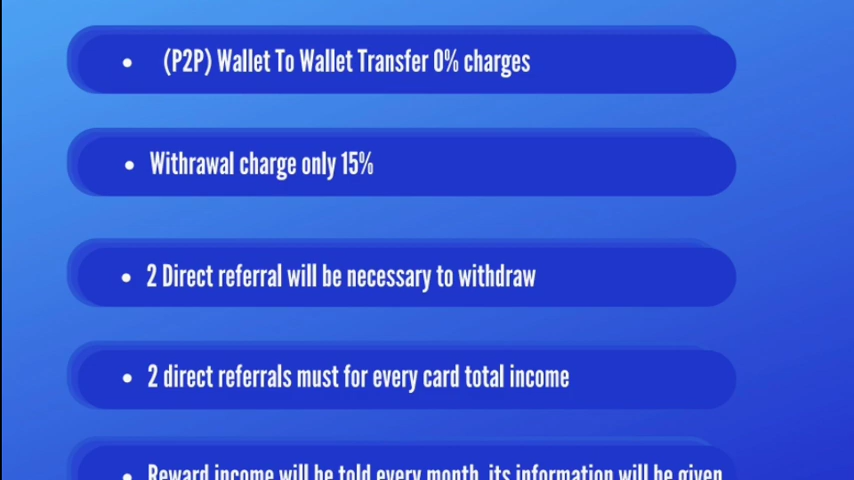 • (P2P) Wallet To Wallet Transfer 0% charges
• Withrawal charge only 15%
• 2 Direct referral will be necessary to withdraw
• 2 direct referrals must for every card total income
• Reward income will be told every month, its information will be given